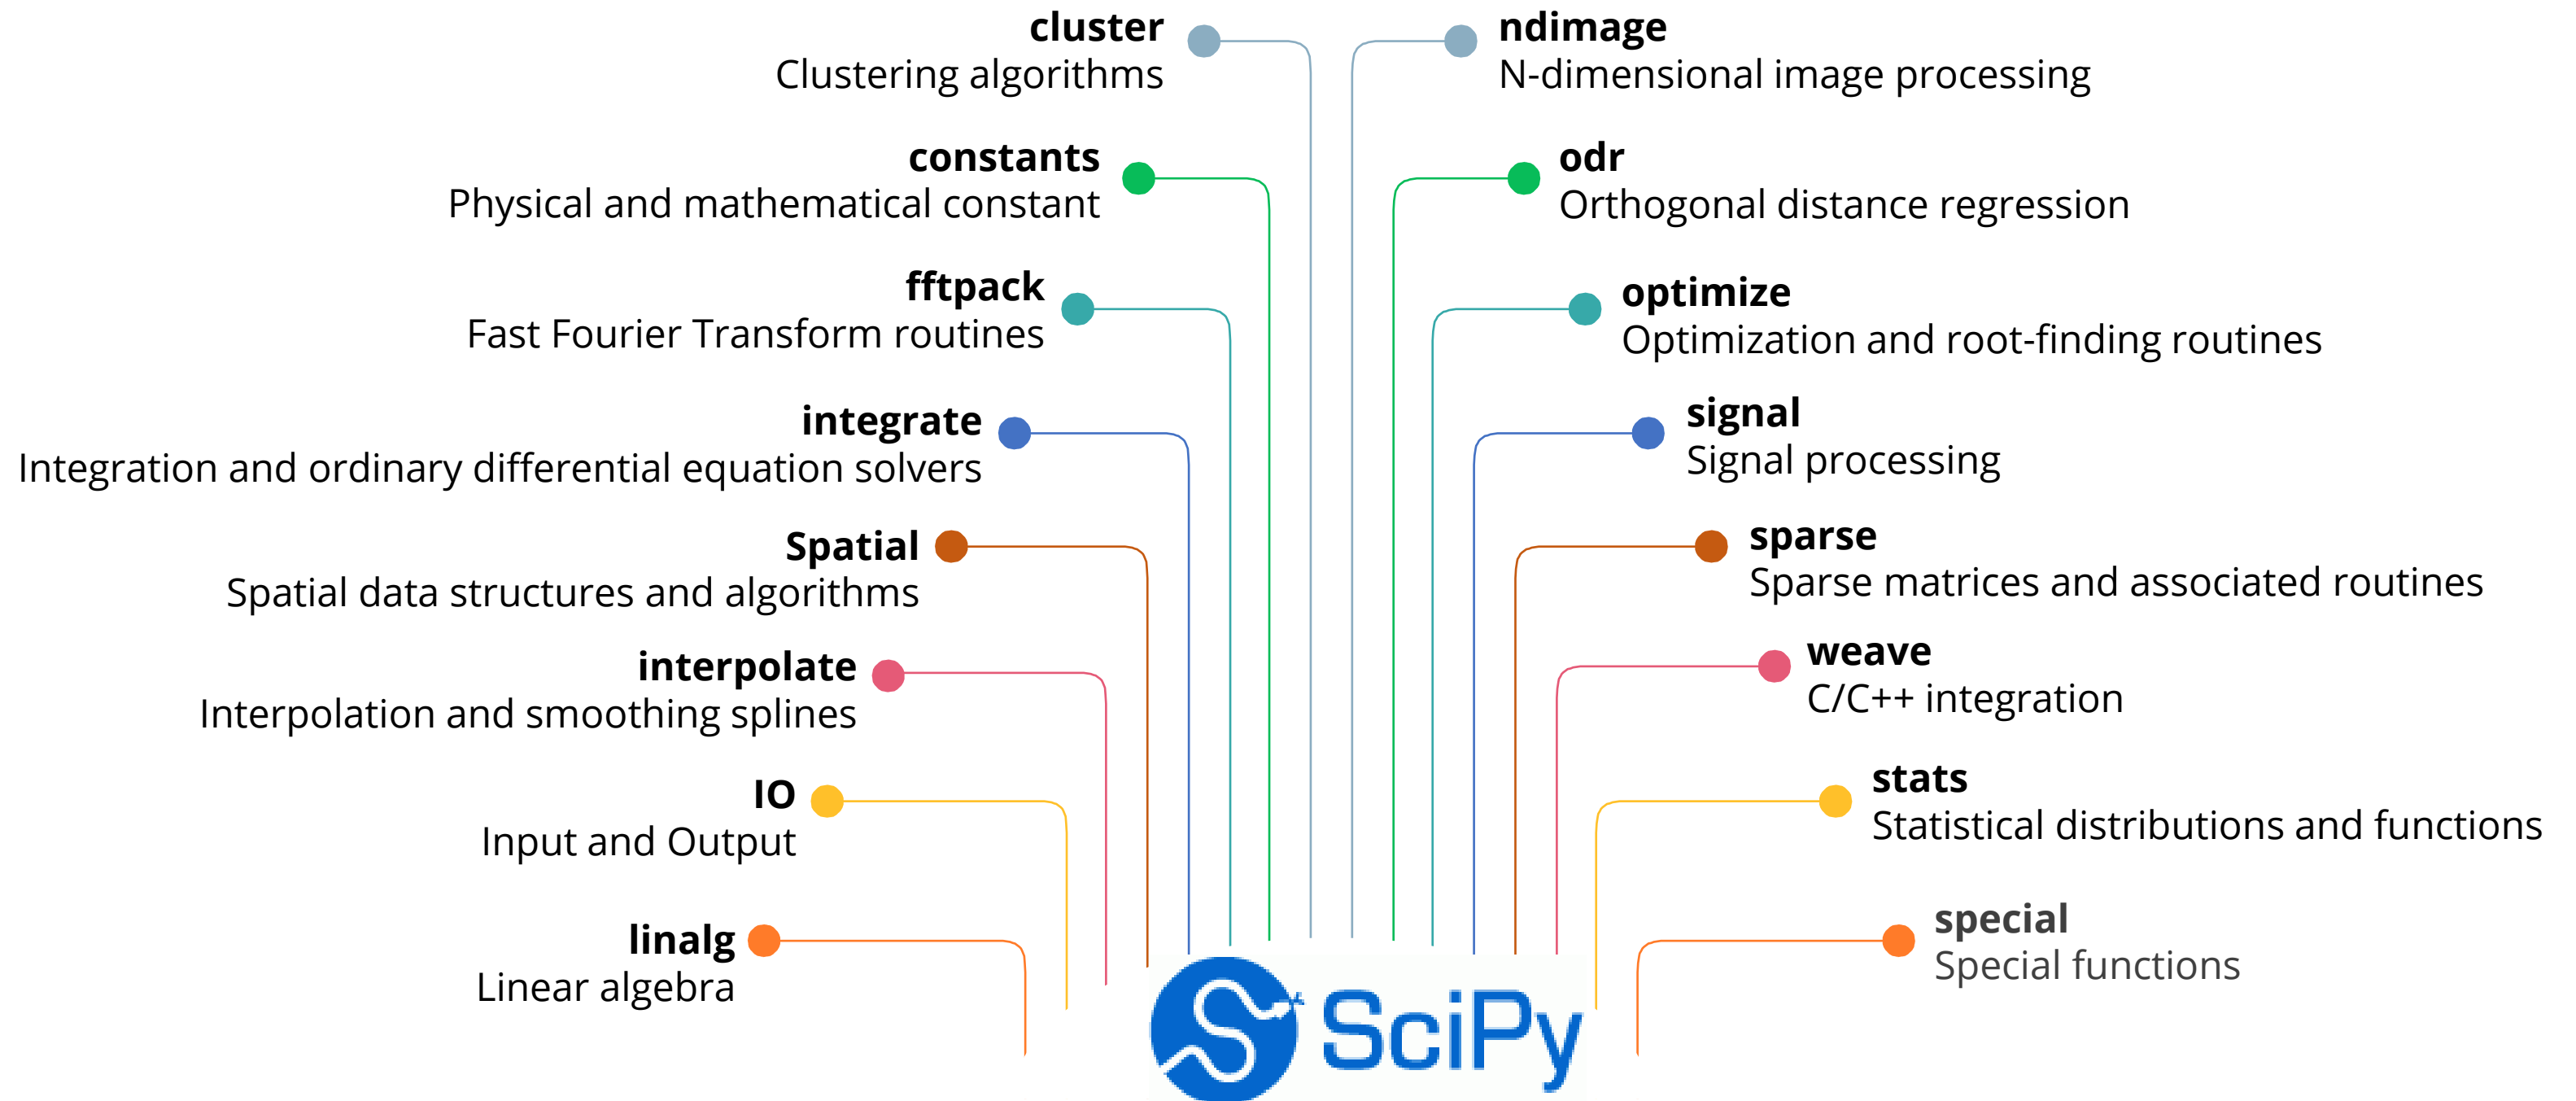 cluster
Clustering algorithms
constants
Physical and mathematical constant
fftpack
Fast Fourier Transform routines
integrate
Integration and ordinary differential equation solvers
Spatial
Spatial data structures and algorithms
interpolate
Interpolation and smoothing splines
IO
Input and Output
linalg
Linear algebra
ndimage
N-dimensional image processing
odr
Orthogonal distance regression
optimize
Optimization and root-finding routines
signal
Signal processing
sparse
Sparse matrices and associated routines
weave
C/C++ integration
stats
Statistical distributions and functions
special
Special functions
SciPy